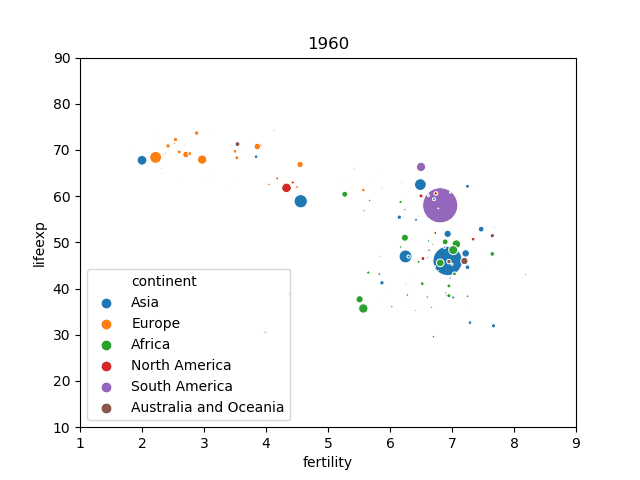 1960
90
80
70
60
50
40
30
20
10
lifeexp
continent
Asia
Europe
Africa
North America
South America
Australia and Oceania
1 2 3 4 5 6 7 8 9
fertility